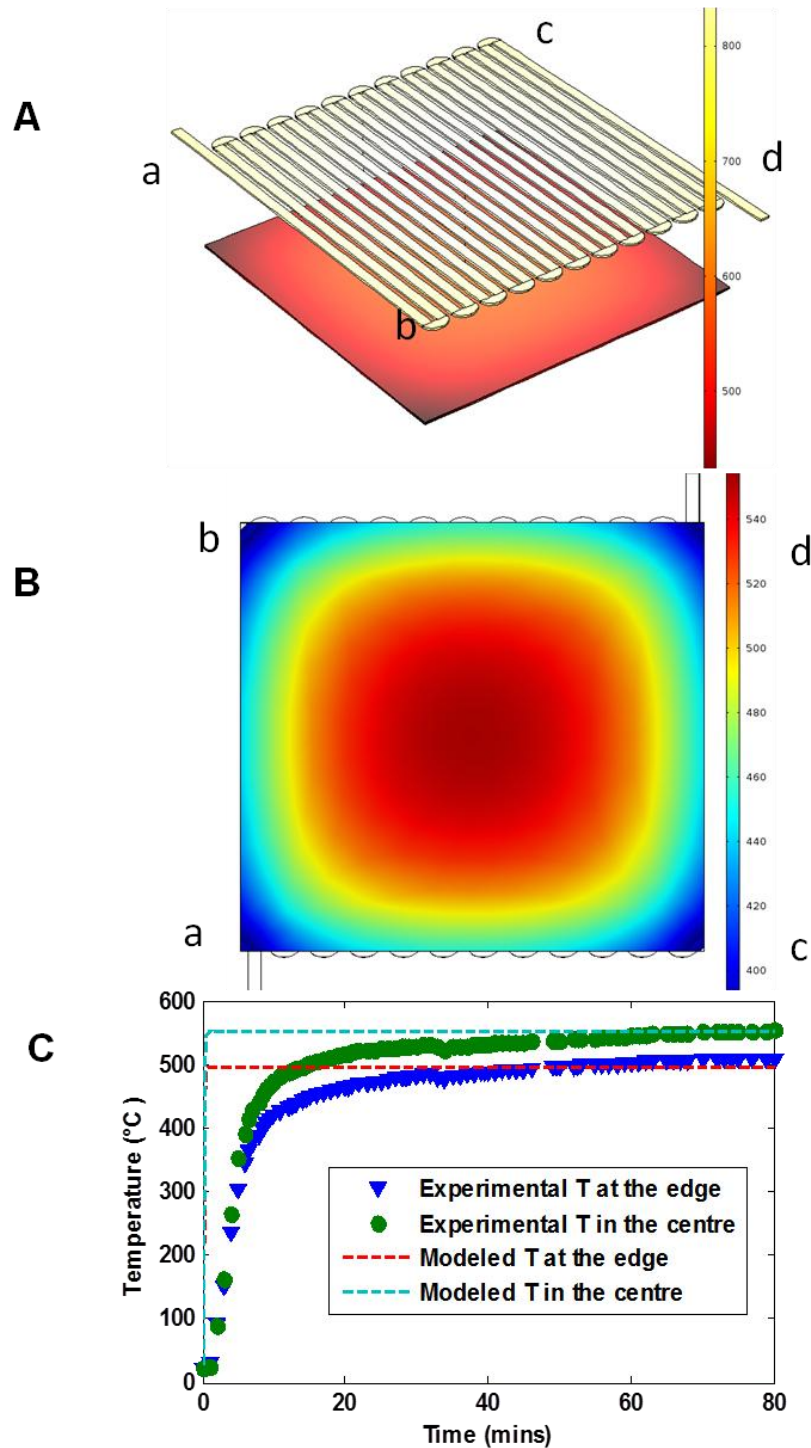 A
a
b
c
d
800
700
600
500
B
b
d
a
c
540
520
500
480
460
440
420
400
C
600
500
400
300
200
100
0
Temperature (°C)
Experimental T at the edge
Experimental T in the centre
Modeled T at the edge
Modeled T in the centre
0
20
40
60
80
Time (mins)